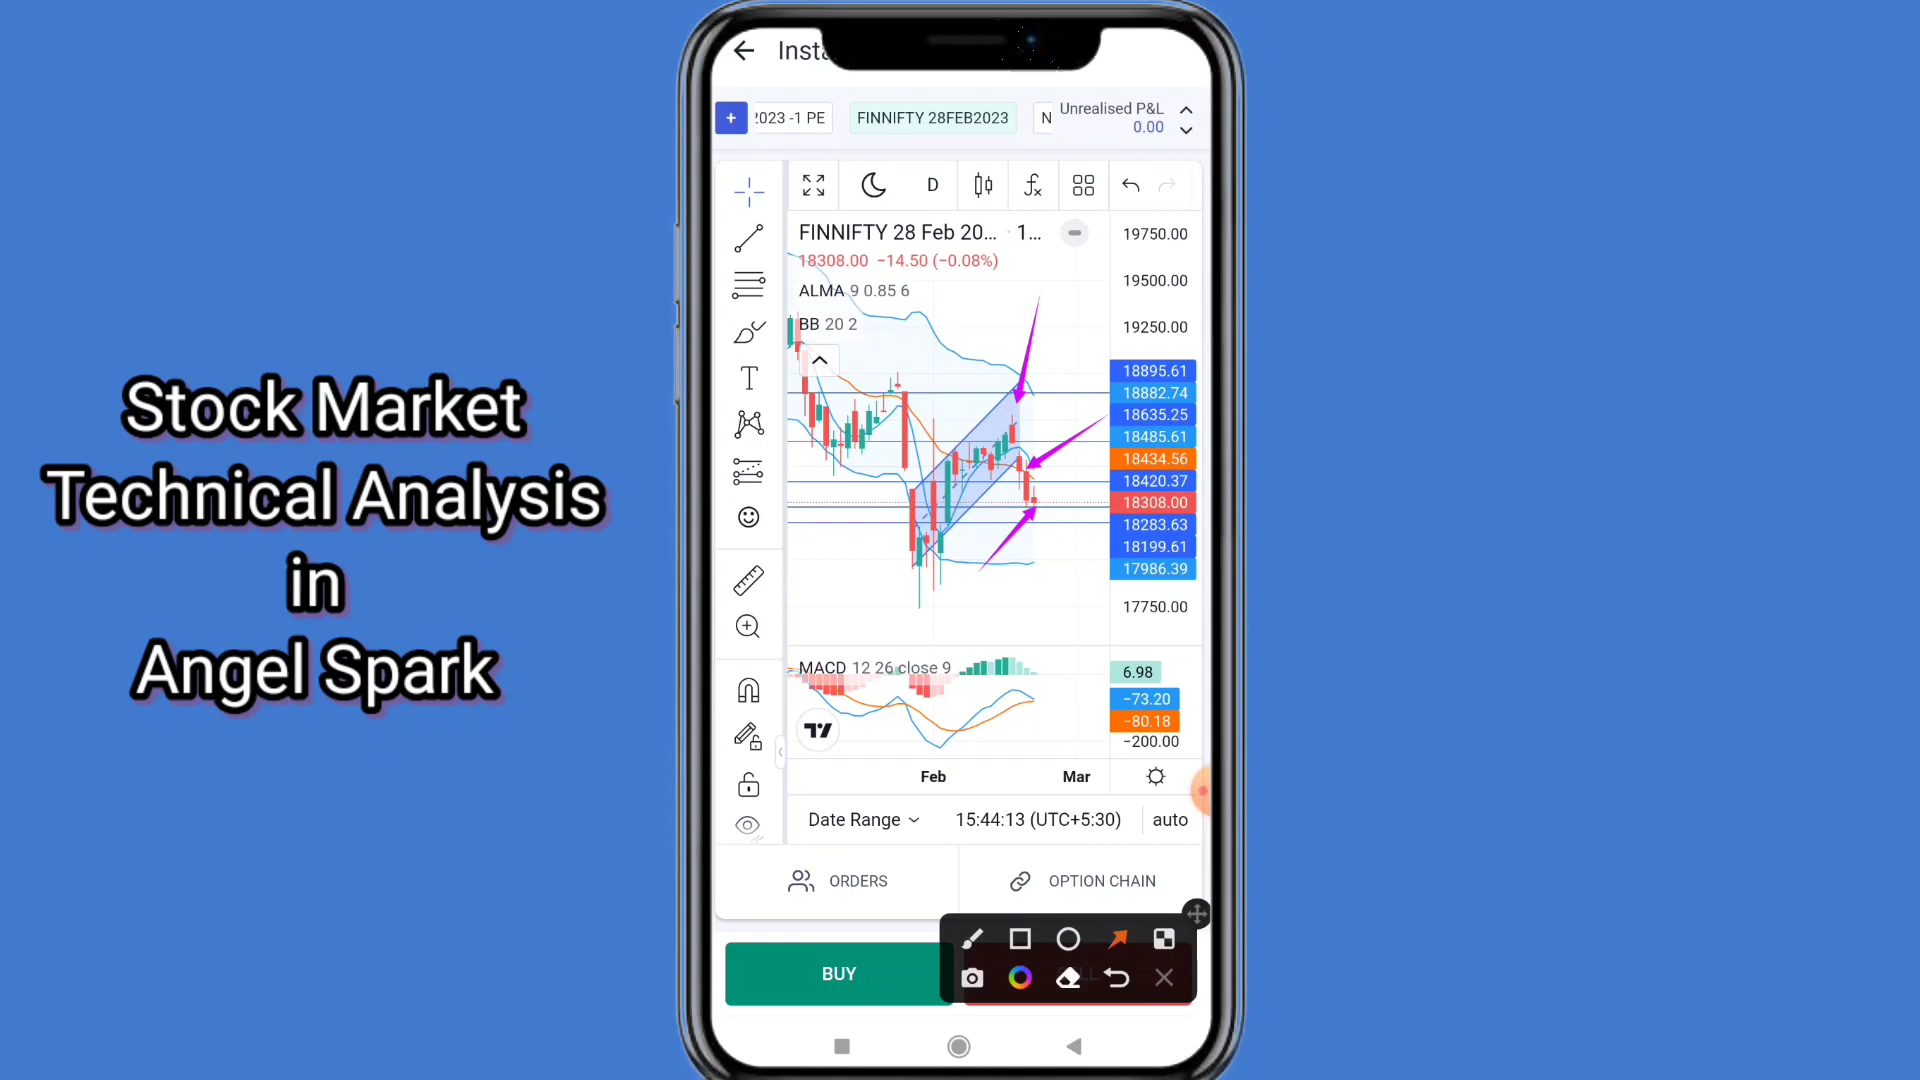 Stock Market
Technical Analysis
in
Angel Spark
Insta
2023 -1 PE
FINNIFTY 28FEB2023
N
Unrealised P&L
0.00
D
FINNIFTY 28 Feb 20... · 1...
18308.00 −14.50 (−0.08%)
ALMA 9 0.85 6
BB 20 2
19750.00
19500.00
19250.00
18895.61
18882.74
18635.25
18485.61
18434.56
18420.37
18308.00
18283.63
18199.61
17986.39
17750.00
MACD 12 26 close 9
6.98
−73.20
−80.18
−200.00
Feb
Mar
Date Range
15:44:13 (UTC+5:30)
auto
ORDERS
OPTION CHAIN
BUY